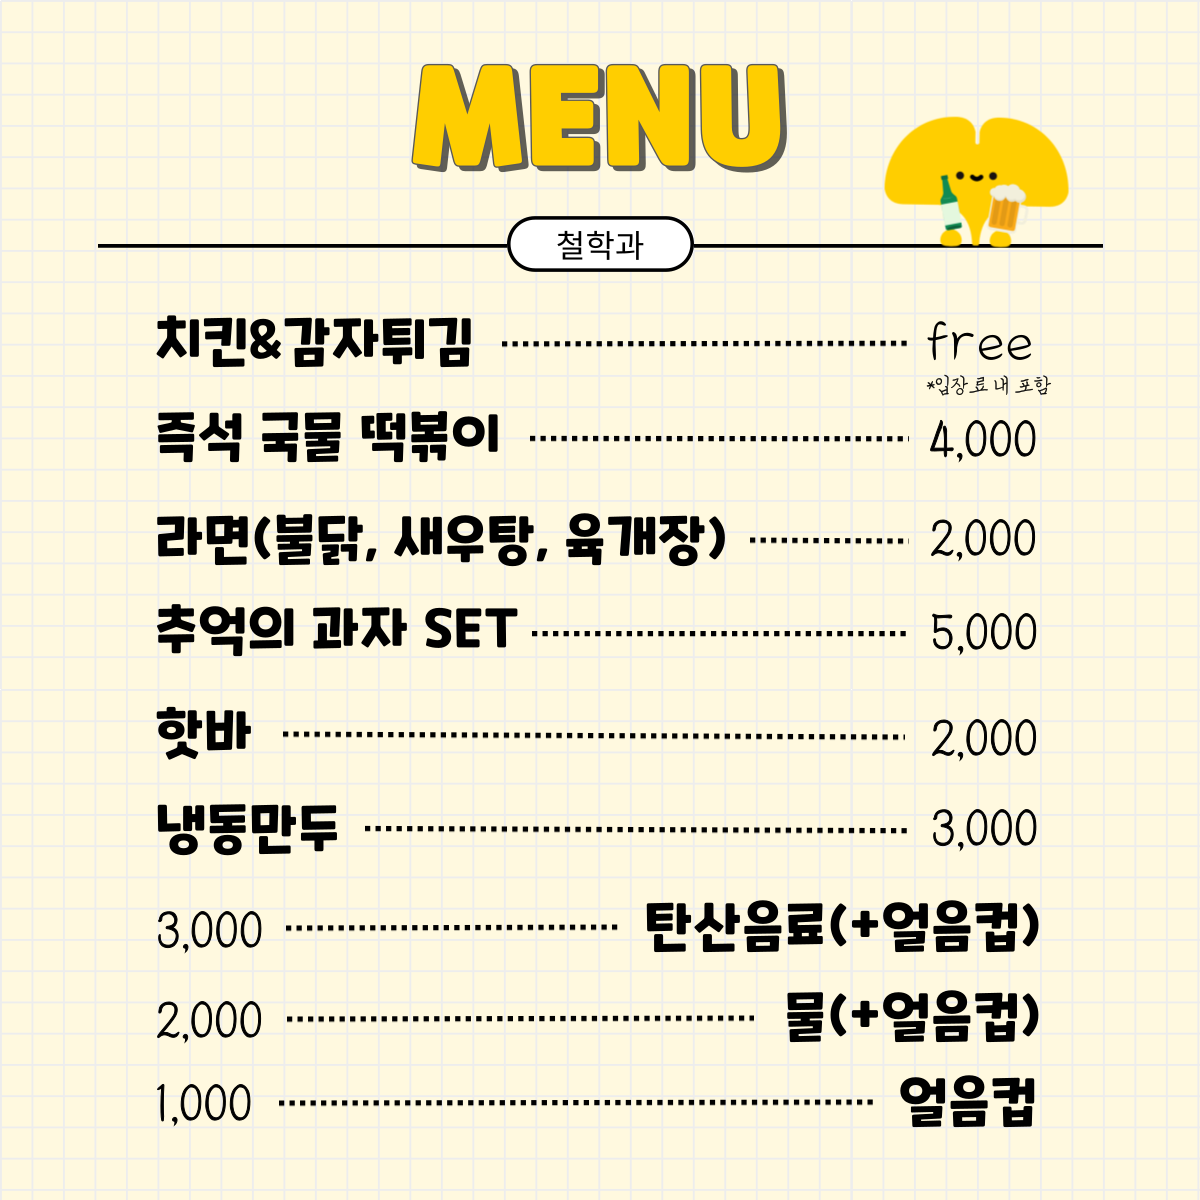 MENU
철학과
치킨&감자튀김 free
*입장료 내 포함
즉석 국물 떡볶이 4,000
라면(불닭, 새우탕, 육개장) 2,000
추억의 과자 SET 5,000
핫바 2,000
냉동만두 3,000
3,000 탄산음료(+얼음컵)
2,000 물(+얼음컵)
1,000 얼음컵